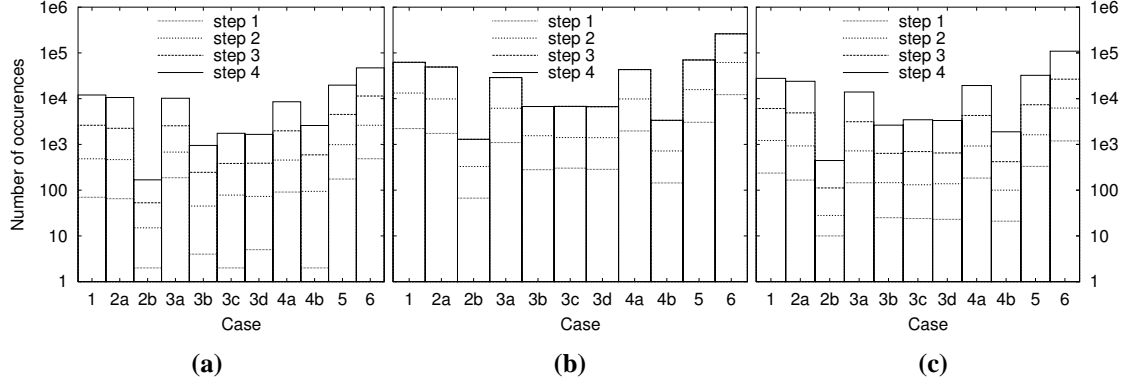 Number of occurences
1e6
1e5
1e4
1e3
100
10
1
step 1
step 2
step 3
step 4
1 2a 2b 3a 3b 3c 3d 4a 4b 5 6
Case
(a)
step 1
step 2
step 3
step 4
1 2a 2b 3a 3b 3c 3d 4a 4b 5 6
Case
(b)
step 1
step 2
step 3
step 4
1e6
1e5
1e4
1e3
100
10
1
1 2a 2b 3a 3b 3c 3d 4a 4b 5 6
Case
(c)